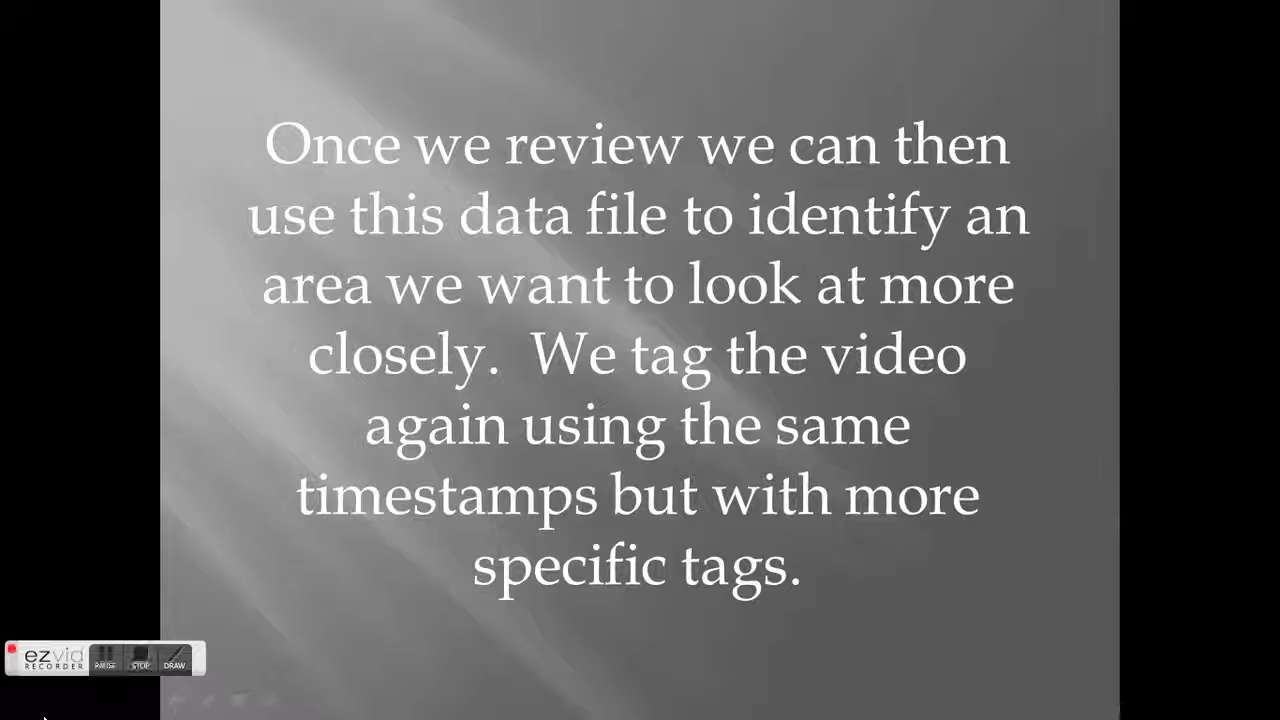 Once we review we can then
use this data file to identify an
area we want to look at more
closely.  We tag the video
again using the same
timestamps but with more
specific tags.
ezvid
RECORDER
PAUSE STOP DRAW